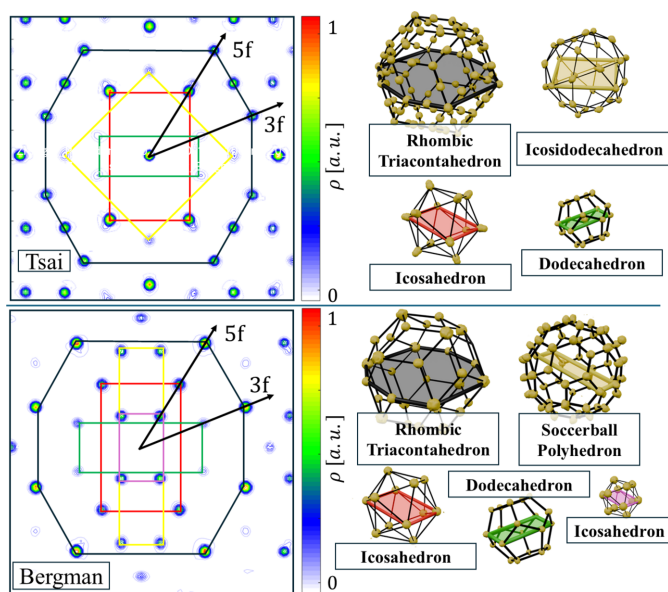 5f
3f
Tsai
1
ρ [a. u.]
0
Rhombic
Triacontahedron
Icosidodecahedron
Icosahedron
Dodecahedron
5f
3f
Bergman
1
ρ [a. u.]
0
Rhombic
Triacontahedron
Soccerball
Polyhedron
Dodecahedron
Icosahedron
Icosahedron